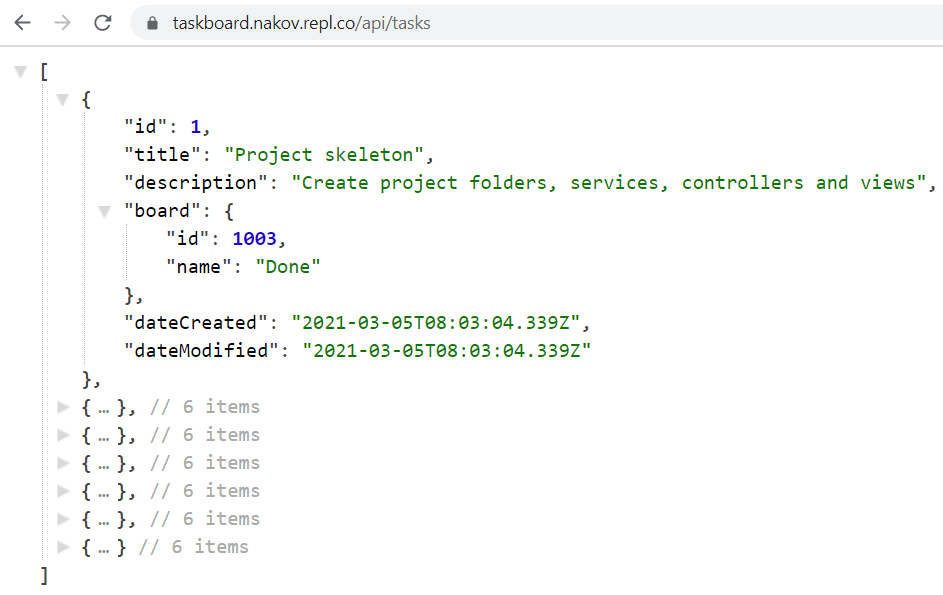 taskboard.nakov.repl.co/api/tasks
[
{
"id": 1,
"title": "Project skeleton",
"description": "Create project folders, services, controllers and views",
"board": {
"id": 1003,
"name": "Done"
},
"dateCreated": "2021-03-05T08:03:04.339Z",
"dateModified": "2021-03-05T08:03:04.339Z"
},
{ … }, // 6 items
{ … }, // 6 items
{ … }, // 6 items
{ … }, // 6 items
{ … }, // 6 items
{ … } // 6 items
]